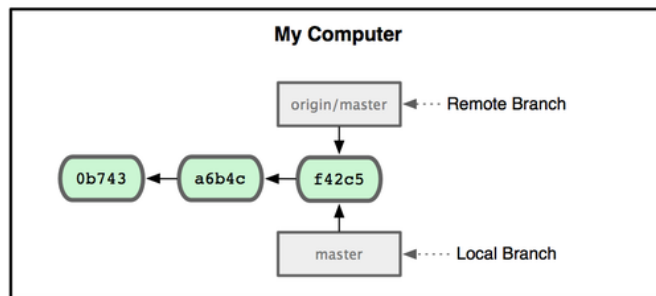 My Computer
origin/master
Remote Branch
0b743
a6b4c
f42c5
master
Local Branch